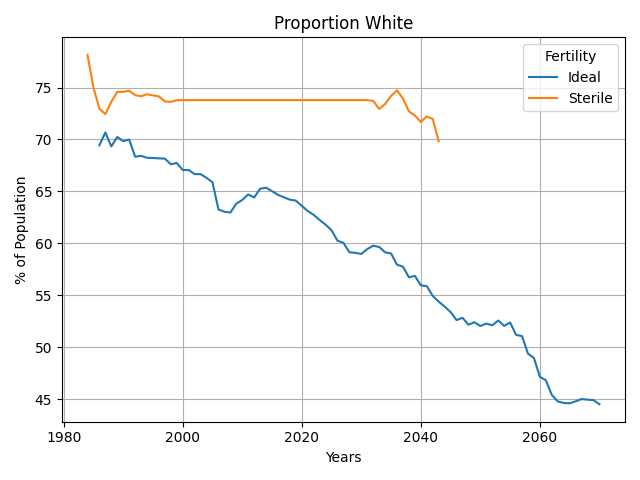 Proportion White
% of Population
75
70
65
60
55
50
45
Fertility
Ideal
Sterile
1980
2000
2020
2040
2060
Years